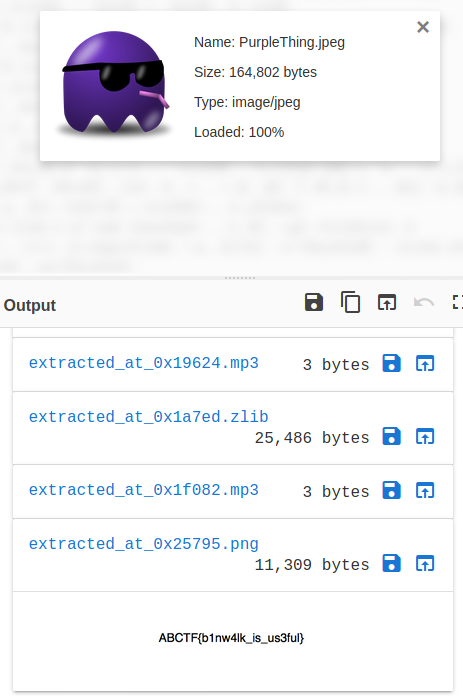 Name: PurpleThing.jpeg
Size: 164,802 bytes
Type: image/jpeg
Loaded: 100%
Output
extracted_at_0x19624.mp3 3 bytes
extracted_at_0x1a7ed.zlib
25,486 bytes
extracted_at_0x1f082.mp3 3 bytes
extracted_at_0x25795.png
11,309 bytes
ABCTF{b1nw4lk_is_us3ful}